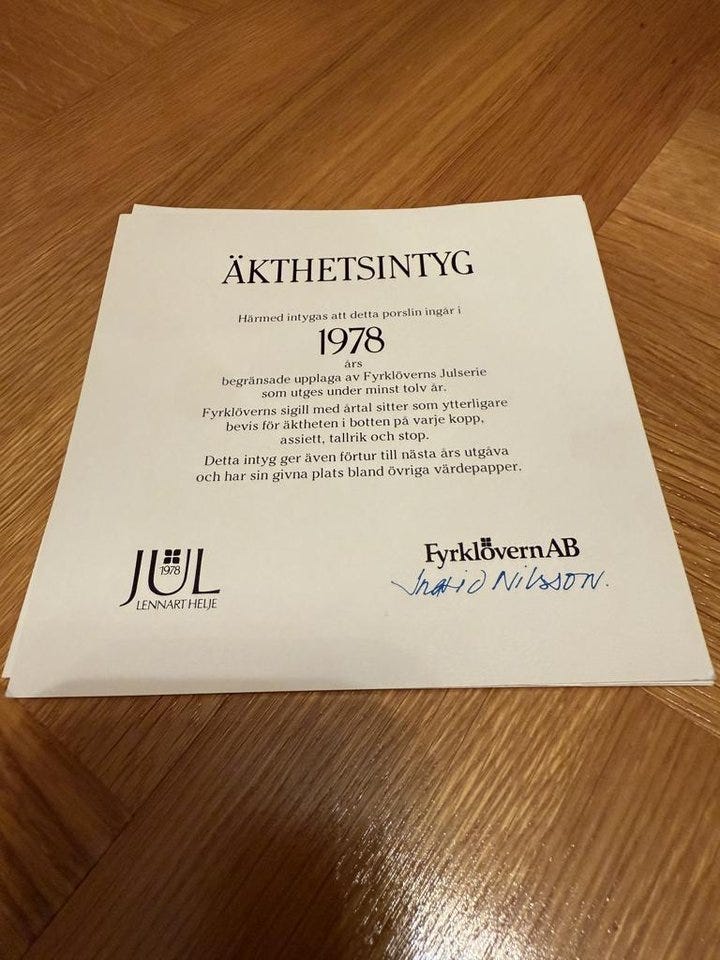 ÄKTHETSINTYG
Härmed intygas att detta porslin ingår i
1978
års
begränsade upplaga av Fyrklöverns Julserie
som utges under minst tolv år.
Fyrklöverns sigill med årtal sitter som ytterligare
bevis för äktheten i botten på varje kopp,
assiett, tallrik och stop.
Detta intyg ger även förtur till nästa års utgåva
och har sin givna plats bland övriga värdepapper.
JUL
1978
LENNART HELJE
Fyrklövern AB
Ingrid Nilsson.